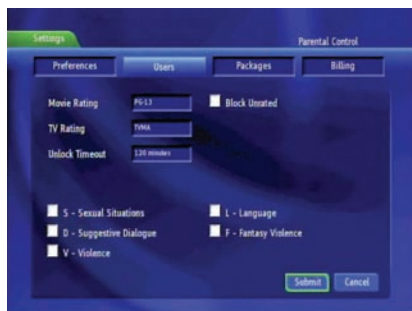 Settings
Parental Control
Preferences Users Packages Billing
Movie Rating PG-13 Block Unrated
TV Rating TVMA
Unlock Timeout 120 minutes
S - Sexual Situations L - Language
D - Suggestive Dialogue F - Fantasy Violence
V - Violence
Submit Cancel